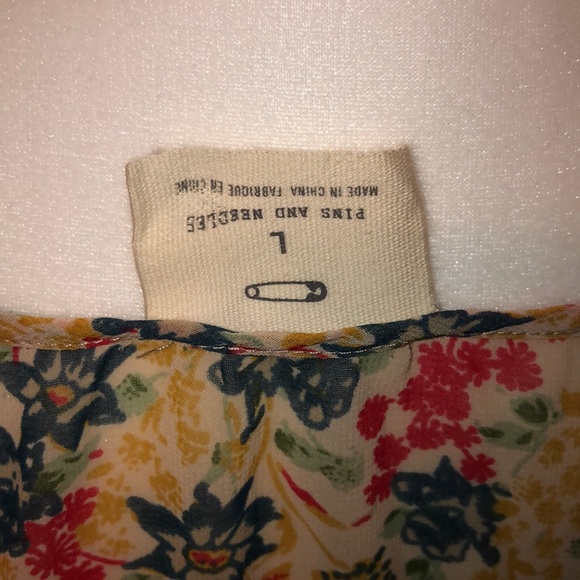 L
PINS AND NEEDLES
MADE IN CHINA FABRIQUE EN CHINE